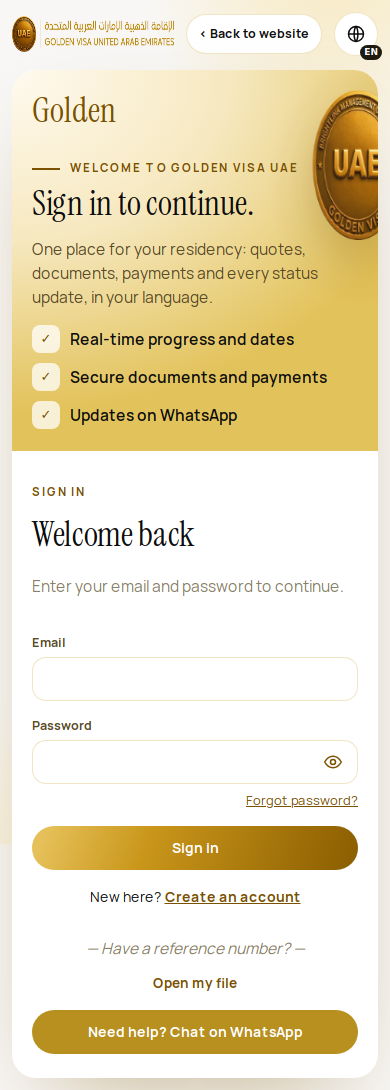 UAE
الإقامة الذهبية الإمارات العربية المتحدة
GOLDEN VISA UNITED ARAB EMIRATES
‹ Back to website
EN
Golden
WELCOME TO GOLDEN VISA UAE
Sign in to continue.
UAE
GOLDEN VIS
One place for your residency: quotes,
documents, payments and every status
update, in your language.
✓ Real-time progress and dates
✓ Secure documents and payments
✓ Updates on WhatsApp
SIGN IN
Welcome back
Enter your email and password to continue.
Email
Password
Forgot password?
Sign in
New here? Create an account
— Have a reference number? —
Open my file
Need help? Chat on WhatsApp